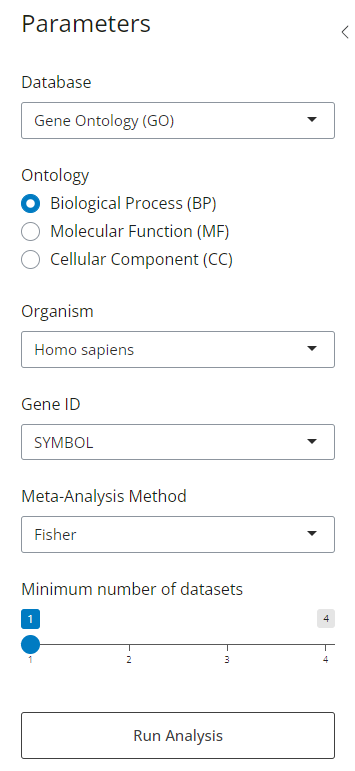 Parameters
Database
Gene Ontology (GO)
Ontology
Biological Process (BP)
Molecular Function (MF)
Cellular Component (CC)
Organism
Homo sapiens
Gene ID
SYMBOL
Meta-Analysis Method
Fisher
Minimum number of datasets
1 4
1 2 3 4
Run Analysis